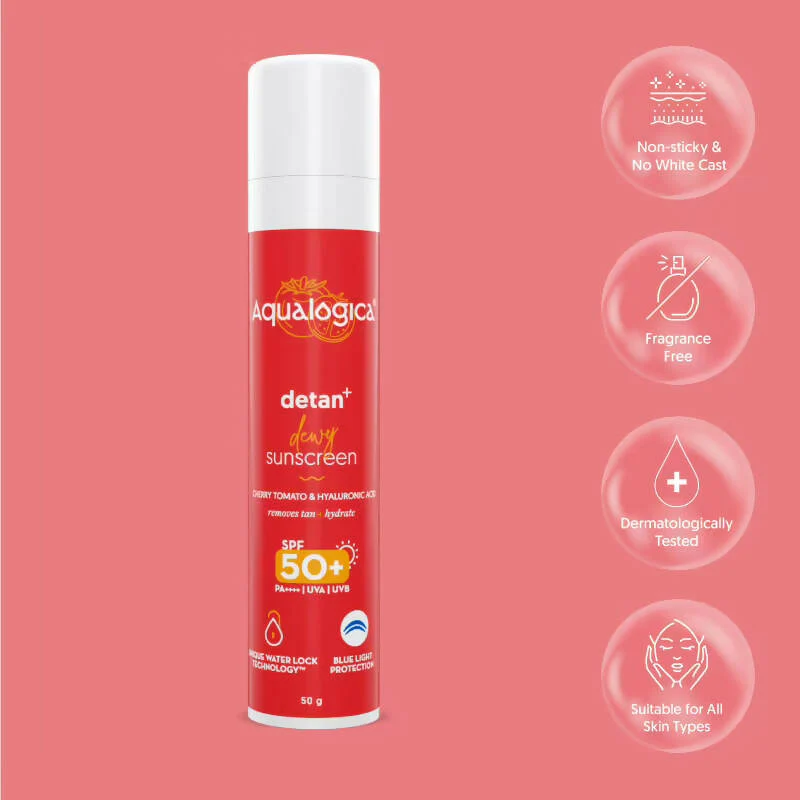 Aqualogica®
detan+
dewy
sunscreen
CHERRY TOMATO & HYALURONIC ACID
removes tan + hydrate
SPF
50+
PA++++ | UVA | UVB
WATER LOCK
TECHNOLOGY™
BLUE LIGHT
PROTECTION
50 g
Non-sticky &
No White Cast
Fragrance
Free
Dermatologically
Tested
Suitable for All
Skin Types